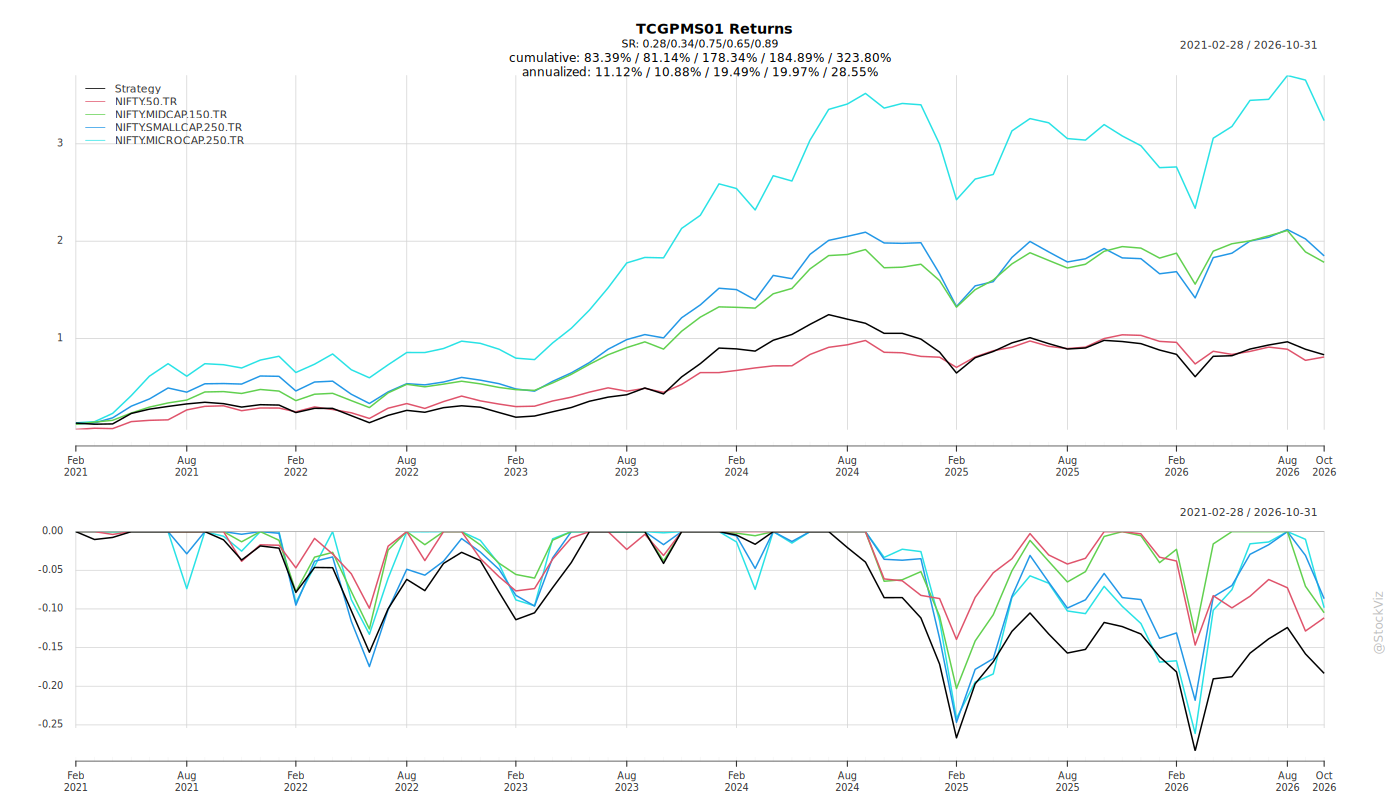 TCGPMS01 Returns
SR: 0.28/0.34/0.75/0.65/0.89
cumulative: 83.39% / 81.14% / 178.34% / 184.89% / 323.80%
annualized: 11.12% / 10.88% / 19.49% / 19.97% / 28.55%
2021-02-28 / 2026-10-31
Strategy
NIFTY.50.TR
NIFTY.MIDCAP.150.TR
NIFTY.SMALLCAP.250.TR
NIFTY.MICROCAP.250.TR
3
2
1
Feb 2021
Aug 2021
Feb 2022
Aug 2022
Feb 2023
Aug 2023
Feb 2024
Aug 2024
Feb 2025
Aug 2025
Feb 2026
Aug 2026
Oct 2026
2021-02-28 / 2026-10-31
0.00
-0.05
-0.10
-0.15
-0.20
-0.25
Feb 2021
Aug 2021
Feb 2022
Aug 2022
Feb 2023
Aug 2023
Feb 2024
Aug 2024
Feb 2025
Aug 2025
Feb 2026
Aug 2026
Oct 2026
@StockViz